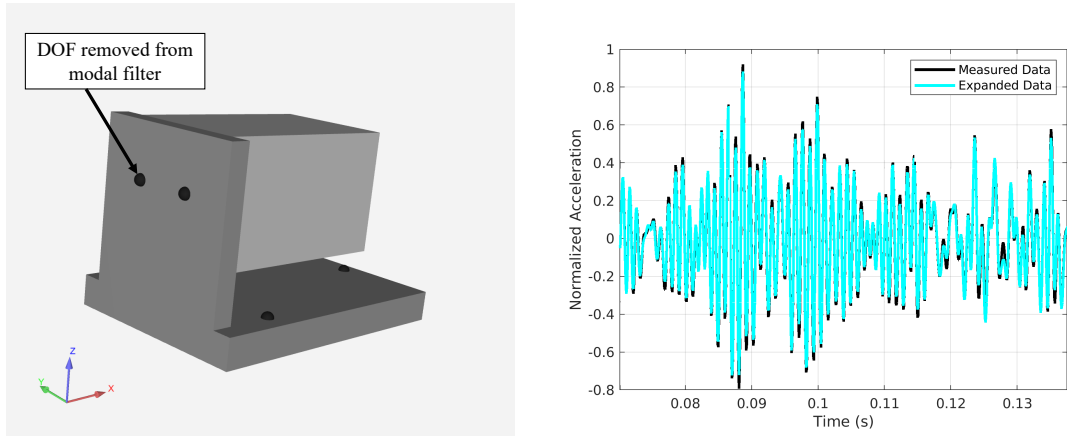 DOF removed from
modal filter
Z
Y
X
1
0.8
0.6
0.4
0.2
0
-0.2
-0.4
-0.6
-0.8
Normalized Acceleration
0.08 0.09 0.1 0.11 0.12 0.13
Time (s)
Measured Data
Expanded Data